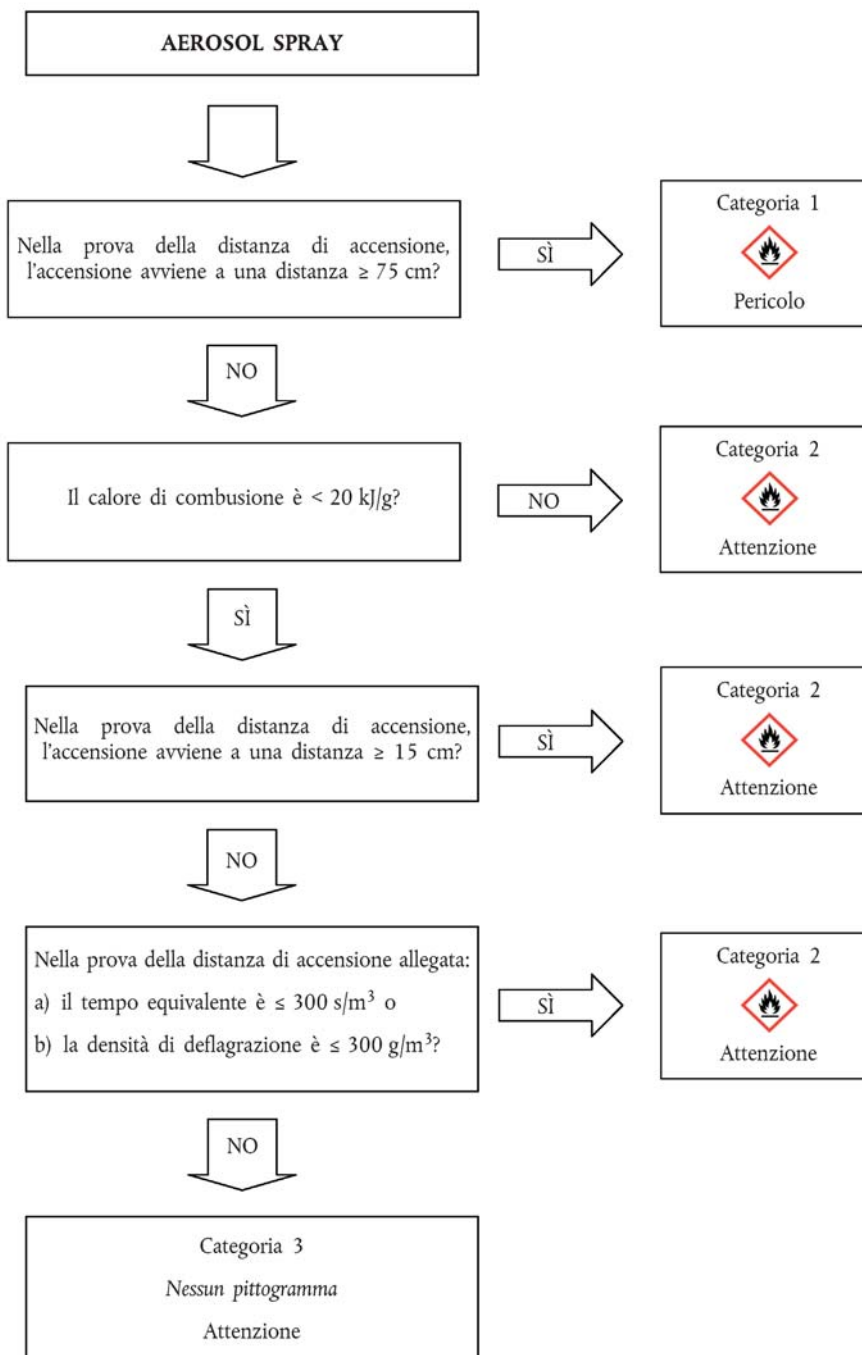 AEROSOL SPRAY
Nella prova della distanza di accensione,
l'accensione avviene a una distanza ≥ 75 cm?
SÌ
Categoria 1
Pericolo
NO
Il calore di combusione è < 20 kJ/g?
NO
Categoria 2
Attenzione
SÌ
Nella prova della distanza di accensione,
l'accensione avviene a una distanza ≥ 15 cm?
SÌ
Categoria 2
Attenzione
NO
Nella prova della distanza di accensione allegata:
a) il tempo equivalente è ≤ 300 s/m³ o
b) la densità di deflagrazione è ≤ 300 g/m³?
SÌ
Categoria 2
Attenzione
NO
Categoria 3
Nessun pittogramma
Attenzione